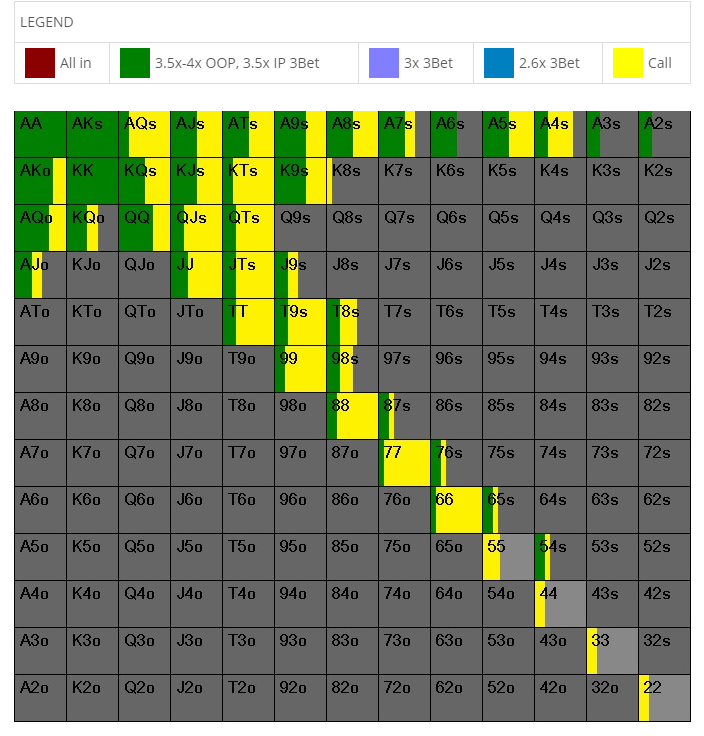 LEGEND
All in 3.5x-4x OOP, 3.5x IP 3Bet 3x 3Bet 2.6x 3Bet Call
AA AKs AQs AJs ATs A9s A8s A7s A6s A5s A4s A3s A2s
AKo KK KQs KJs KTs K9s K8s K7s K6s K5s K4s K3s K2s
AQo KQo QQ QJs QTs Q9s Q8s Q7s Q6s Q5s Q4s Q3s Q2s
AJo KJo QJo JJ JTs J9s J8s J7s J6s J5s J4s J3s J2s
ATo KTo QTo JTo TT T9s T8s T7s T6s T5s T4s T3s T2s
A9o K9o Q9o J9o T9o 99 98s 97s 96s 95s 94s 93s 92s
A8o K8o Q8o J8o T8o 98o 88 87s 86s 85s 84s 83s 82s
A7o K7o Q7o J7o T7o 97o 87o 77 76s 75s 74s 73s 72s
A6o K6o Q6o J6o T6o 96o 86o 76o 66 65s 64s 63s 62s
A5o K5o Q5o J5o T5o 95o 85o 75o 65o 55 54s 53s 52s
A4o K4o Q4o J4o T4o 94o 84o 74o 64o 54o 44 43s 42s
A3o K3o Q3o J3o T3o 93o 83o 73o 63o 53o 43o 33 32s
A2o K2o Q2o J2o T2o 92o 82o 72o 62o 52o 42o 32o 22